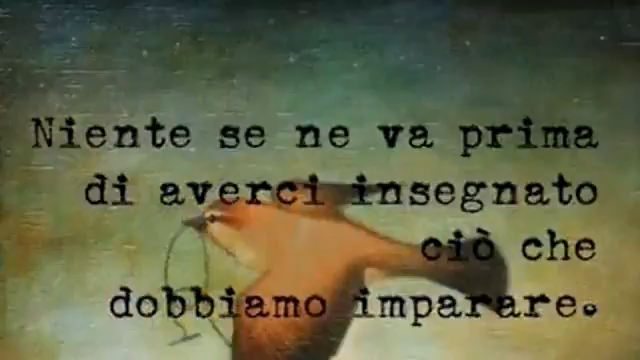 Niente se ne va prima
di averci insegnato
ciò che
dobbiamo imparare.